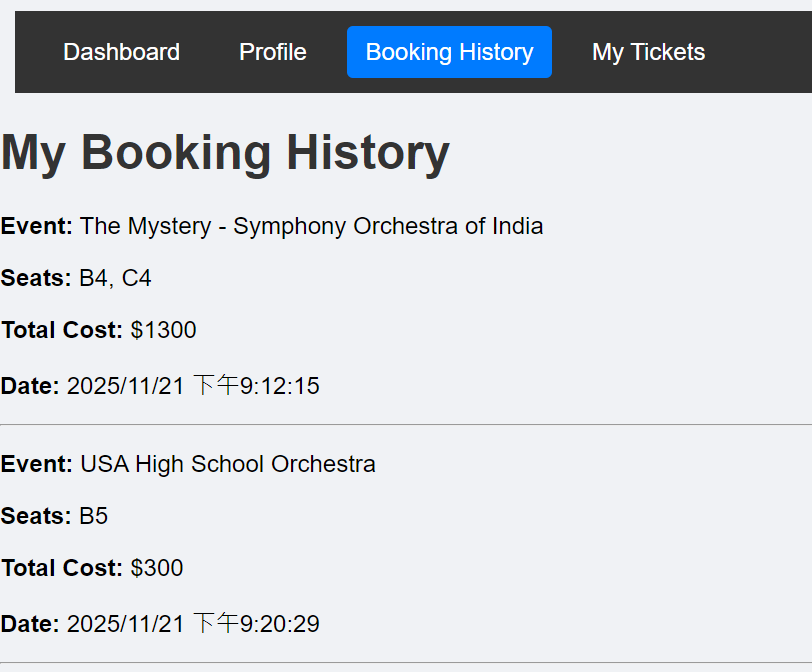 Dashboard Profile Booking History My Tickets
My Booking History
Event: The Mystery - Symphony Orchestra of India
Seats: B4, C4
Total Cost: $1300
Date: 2025/11/21 下午9:12:15
Event: USA High School Orchestra
Seats: B5
Total Cost: $300
Date: 2025/11/21 下午9:20:29